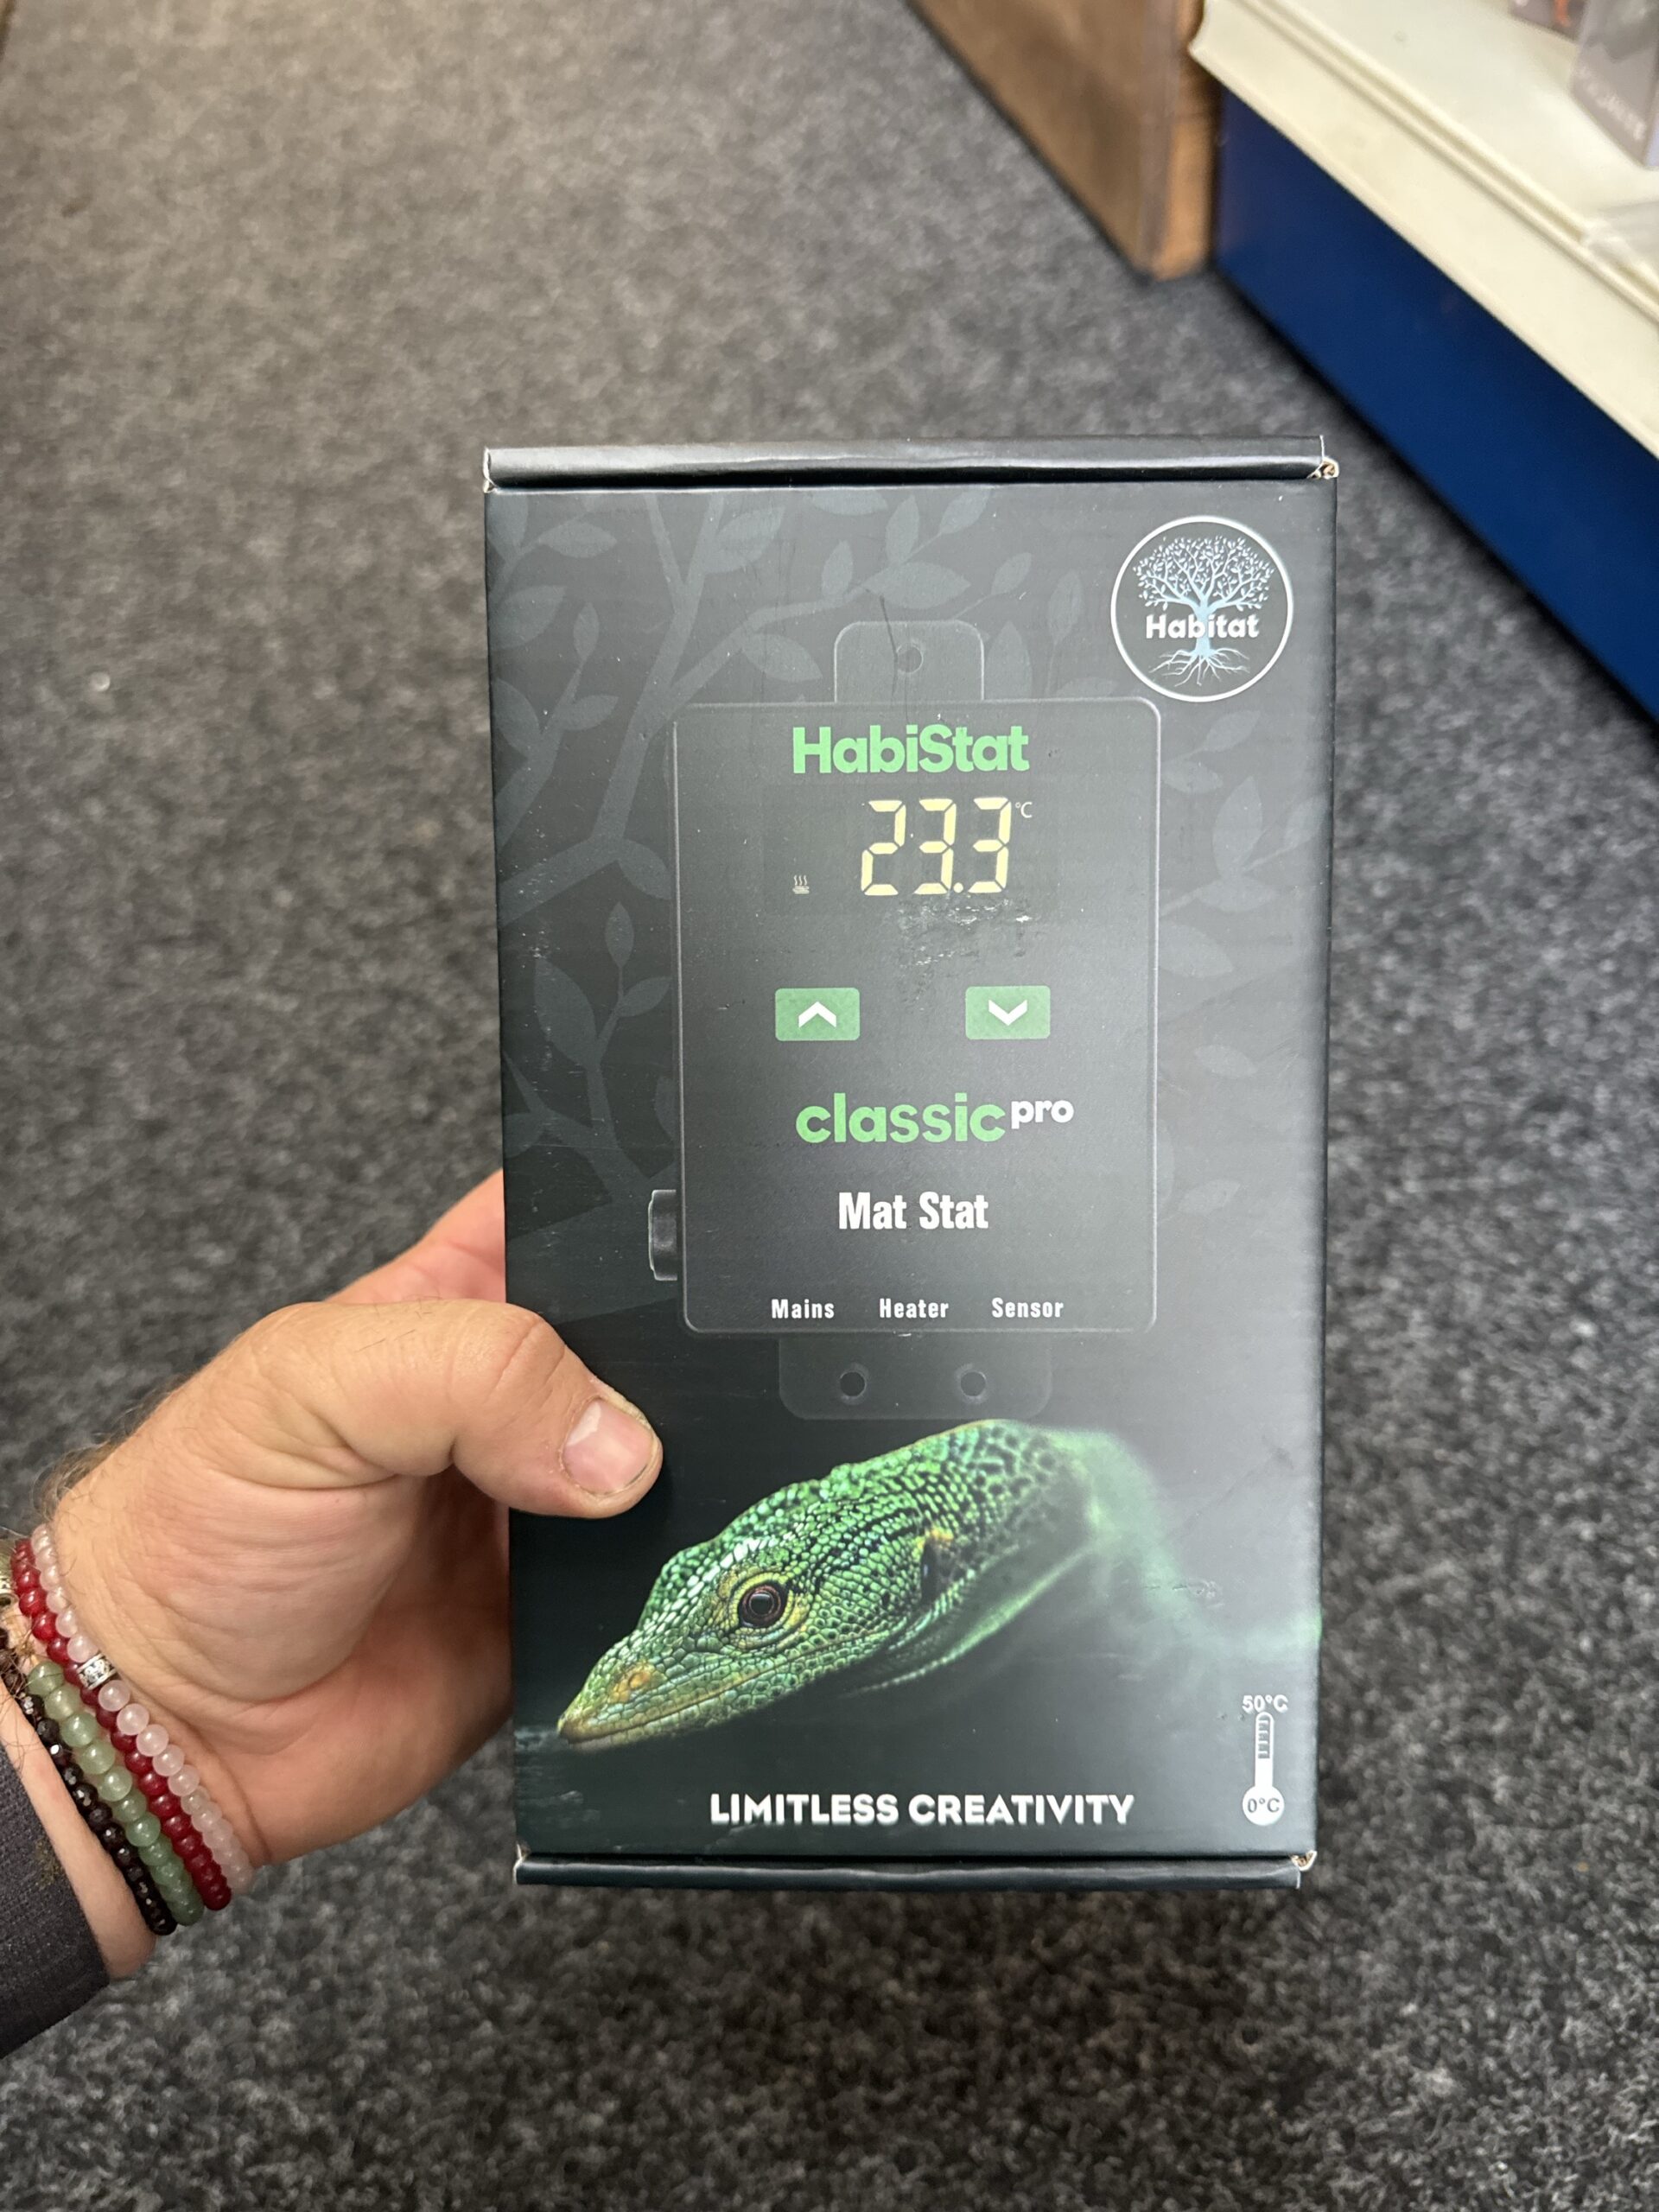 Habitat
HabiStat
23.3 °C
classic pro
Mat Stat
Mains Heater Sensor
50°C
0°C
LIMITLESS CREATIVITY